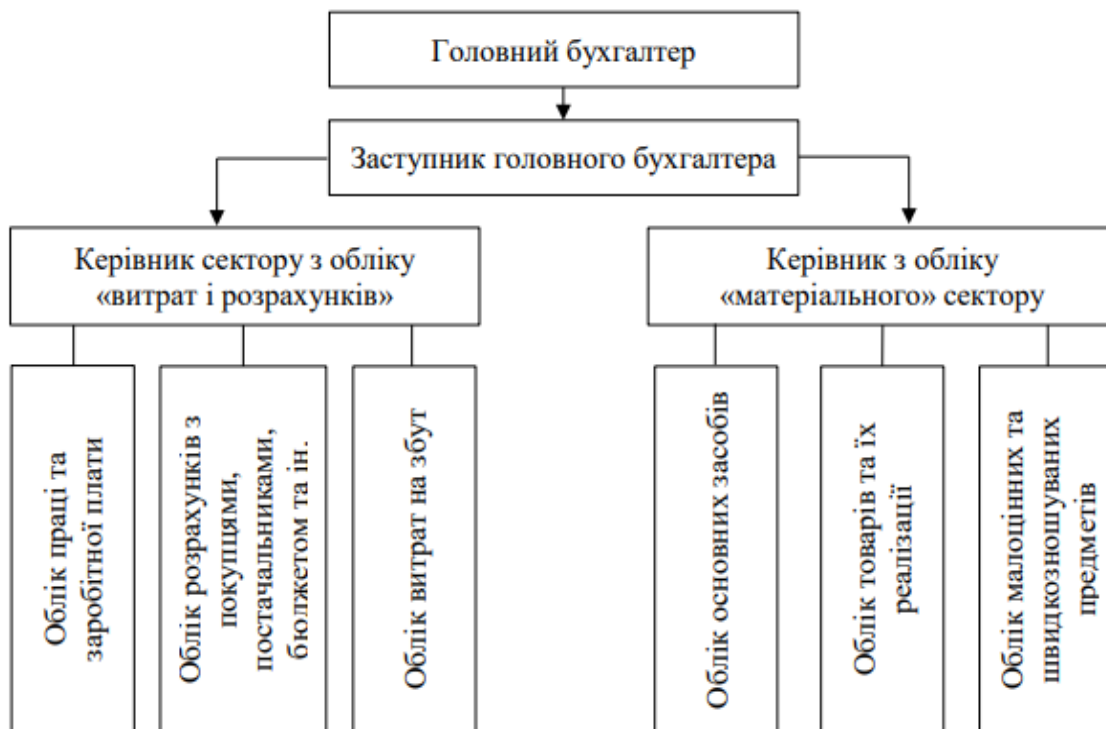 Головний бухгалтер
Заступник головного бухгалтера
Керівник сектору з обліку
«витрат і розрахунків»
Керівник з обліку
«матеріального» сектору
Облік праці та
заробітної плати
Облік розрахунків з
покупцями,
постачальниками,
бюджетом та ін.
Облік витрат на збут
Облік основних засобів
Облік товарів та їх
реалізації
Облік малоцінних та
швидкозношуваних
предметів